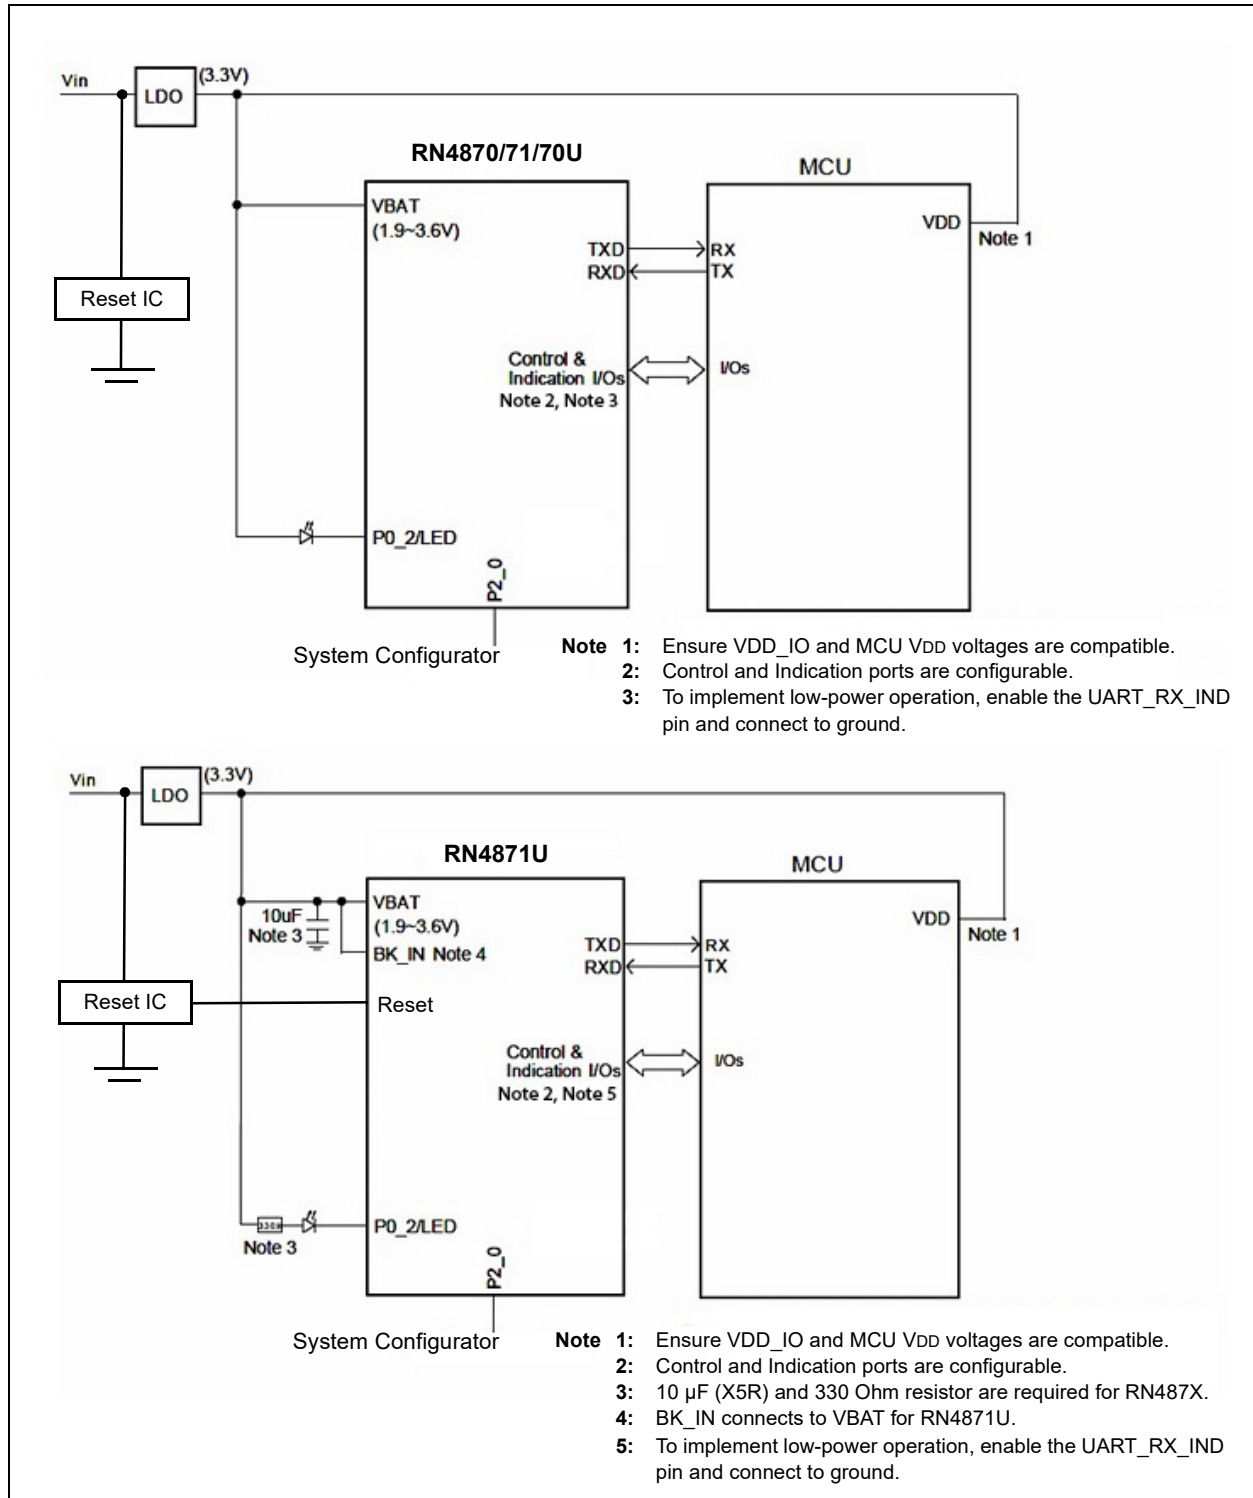 Vin
LDO
(3.3V)
RN4870/71/70U
MCU
VBAT
(1.9~3.6V)
VDD
Note 1
TXD
RX
RXD
TX
Reset IC
Control &
Indication I/Os
Note 2, Note 3
I/Os
P0_2/LED
P2_0
System Configurator
Note 1: Ensure VDD_IO and MCU VDD voltages are compatible.
2: Control and Indication ports are configurable.
3: To implement low-power operation, enable the UART_RX_IND
pin and connect to ground.
Vin
LDO
(3.3V)
RN4871U
MCU
VBAT
(1.9~3.6V)
10uF
Note 3
BK_IN Note 4
VDD
Note 1
TXD
RX
RXD
TX
Reset IC
Reset
Control &
Indication I/Os
Note 2, Note 5
I/Os
Note 3
P0_2/LED
P2_0
System Configurator
Note 1: Ensure VDD_IO and MCU VDD voltages are compatible.
2: Control and Indication ports are configurable.
3: 10 µF (X5R) and 330 Ohm resistor are required for RN487X.
4: BK_IN connects to VBAT for RN4871U.
5: To implement low-power operation, enable the UART_RX_IND
pin and connect to ground.